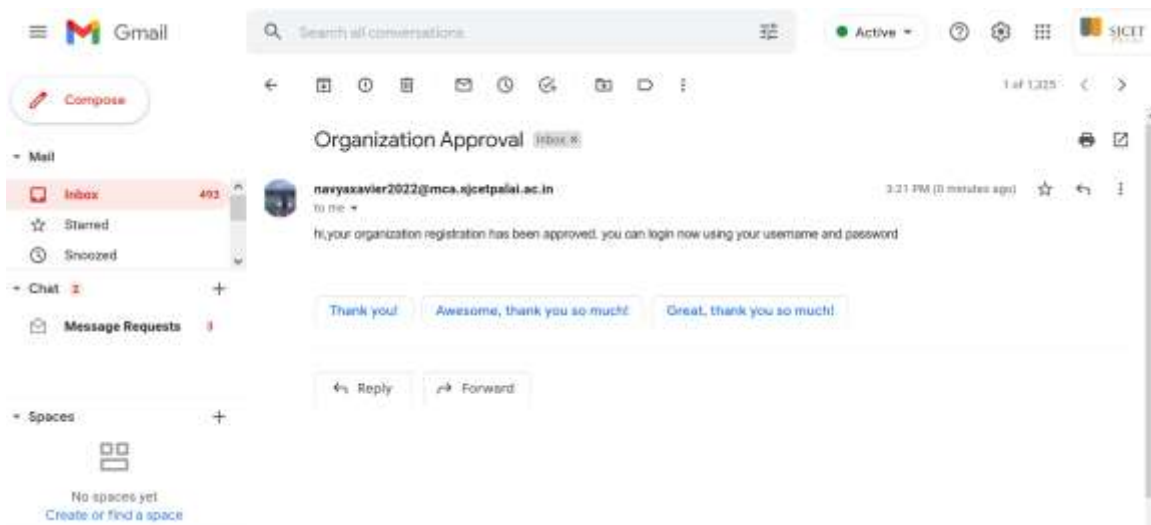 Gmail
Search all conversations
Active
SJCET
Compose
1 of 1,325
Organization Approval Inbox ×
Mail
Inbox 493
navyaxavier2022@mca.sjcetpalai.ac.in
3:21 PM (0 minutes ago)
to me
Starred
hi,your organization registration has been approved. you can login now using your username and password
Snoozed
Chat 2
Thank you!
Awesome, thank you so much!
Great, thank you so much!
Message Requests 3
Reply
Forward
Spaces
No spaces yet
Create or find a space